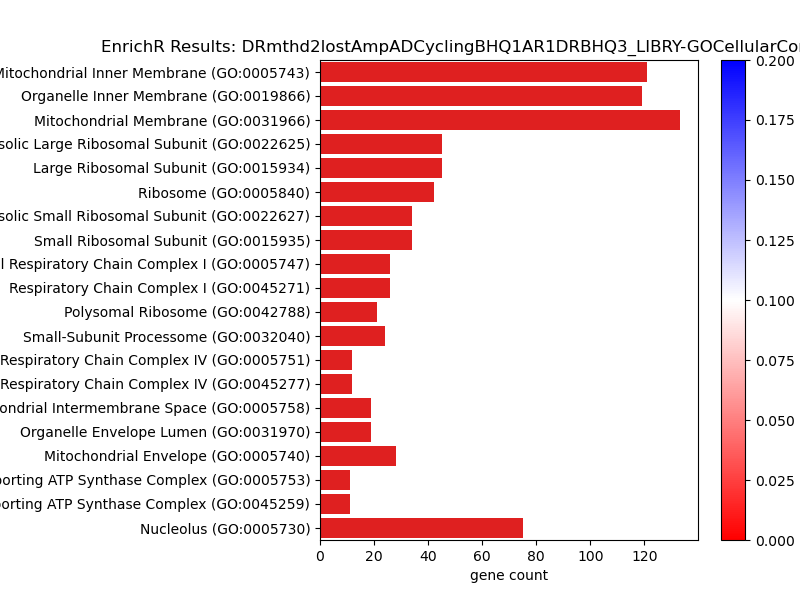 EnrichR Results: DRmthd2lostAmpADCyclingBHQ1AR1DRBHQ3_LIBRY-GOCellularCo
Mitochondrial Inner Membrane (GO:0005743)
Organelle Inner Membrane (GO:0019866)
Mitochondrial Membrane (GO:0031966)
solic Large Ribosomal Subunit (GO:0022625)
Large Ribosomal Subunit (GO:0015934)
Ribosome (GO:0005840)
solic Small Ribosomal Subunit (GO:0022627)
Small Ribosomal Subunit (GO:0015935)
l Respiratory Chain Complex I (GO:0005747)
Respiratory Chain Complex I (GO:0045271)
Polysomal Ribosome (GO:0042788)
Small-Subunit Processome (GO:0032040)
Respiratory Chain Complex IV (GO:0005751)
Respiratory Chain Complex IV (GO:0045277)
ondrial Intermembrane Space (GO:0005758)
Organelle Envelope Lumen (GO:0031970)
Mitochondrial Envelope (GO:0005740)
porting ATP Synthase Complex (GO:0005753)
porting ATP Synthase Complex (GO:0045259)
Nucleolus (GO:0005730)
0 20 40 60 80 100 120
gene count
0.200
0.175
0.150
0.125
0.100
0.075
0.050
0.025
0.000